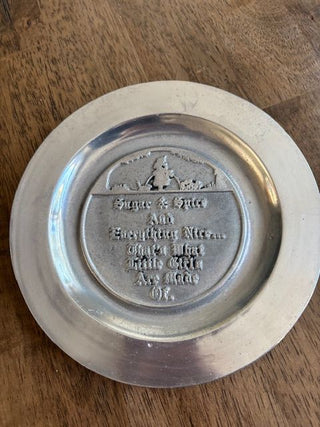 Sugar & Spice
And
Everything Nice...
That's What
Little Girls
Are Made
Of.